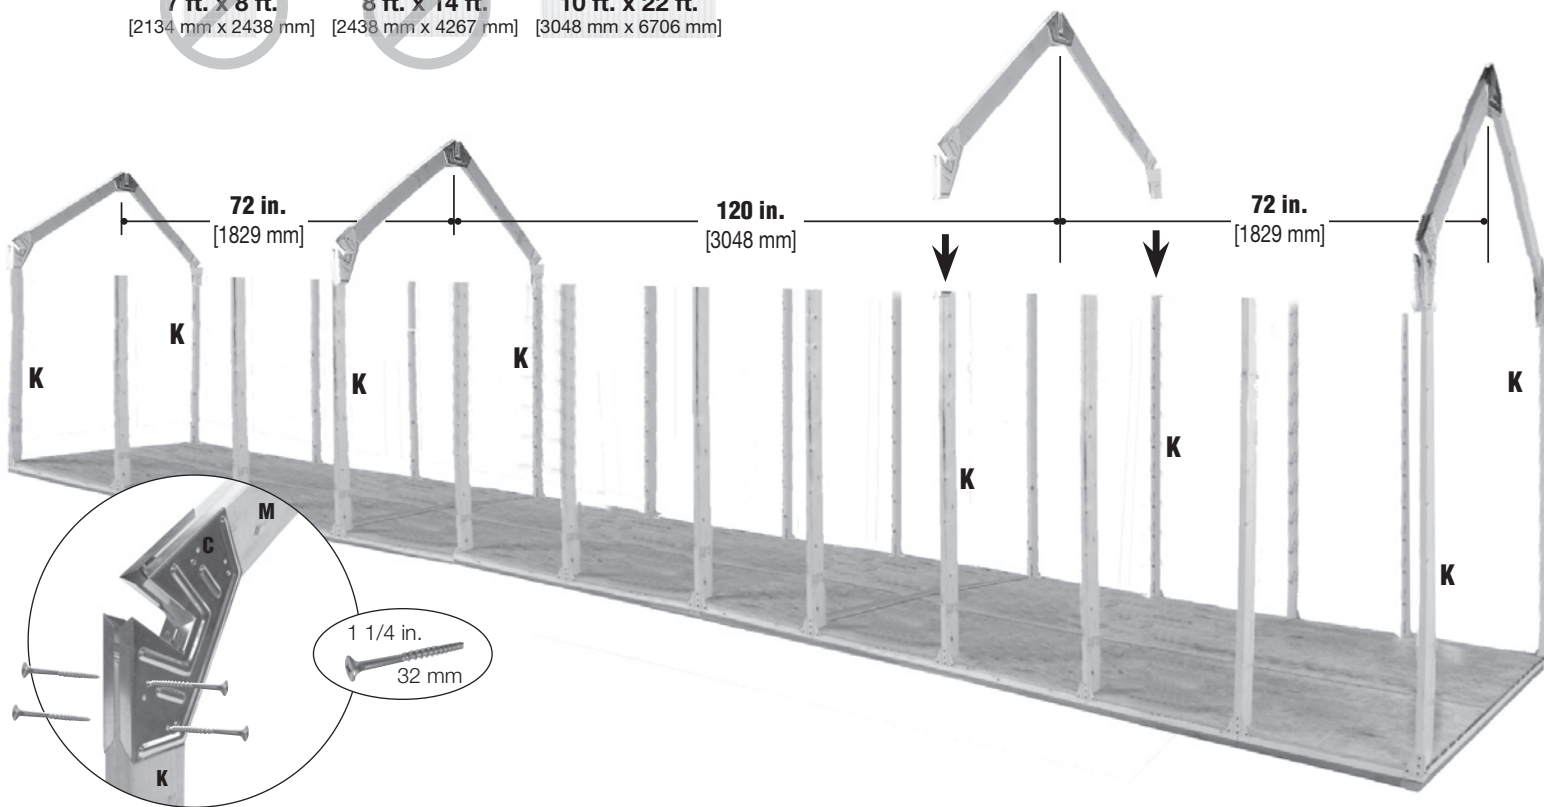 7 ft. x 8 ft.
[2134 mm x 2438 mm]
8 ft. x 14 ft.
[2438 mm x 4267 mm]
10 ft. x 22 ft.
[3048 mm x 6706 mm]
72 in.
[1829 mm]
120 in.
[3048 mm]
72 in.
[1829 mm]
K
K
K
K
K
K
K
K
M
C
K
1 1/4 in.
32 mm